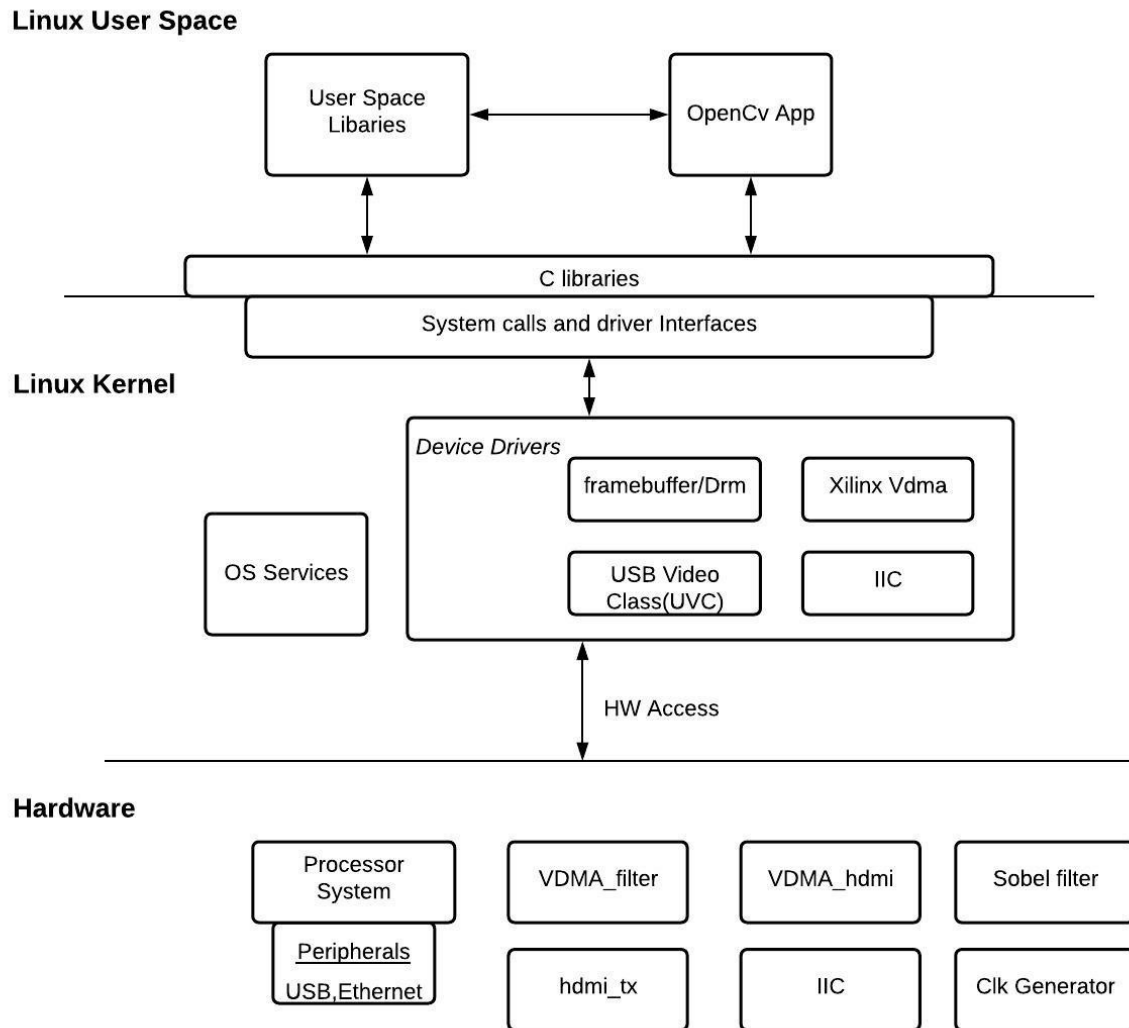 Linux User Space
User Space
Libaries
OpenCv App
C libraries
System calls and driver Interfaces
Linux Kernel
Device Drivers
framebuffer/Drm
Xilinx Vdma
OS Services
USB Video
Class(UVC)
IIC
HW Access
Hardware
Processor
System
VDMA_filter
VDMA_hdmi
Sobel filter
Peripherals
USB,Ethernet
hdmi_tx
IIC
Clk Generator